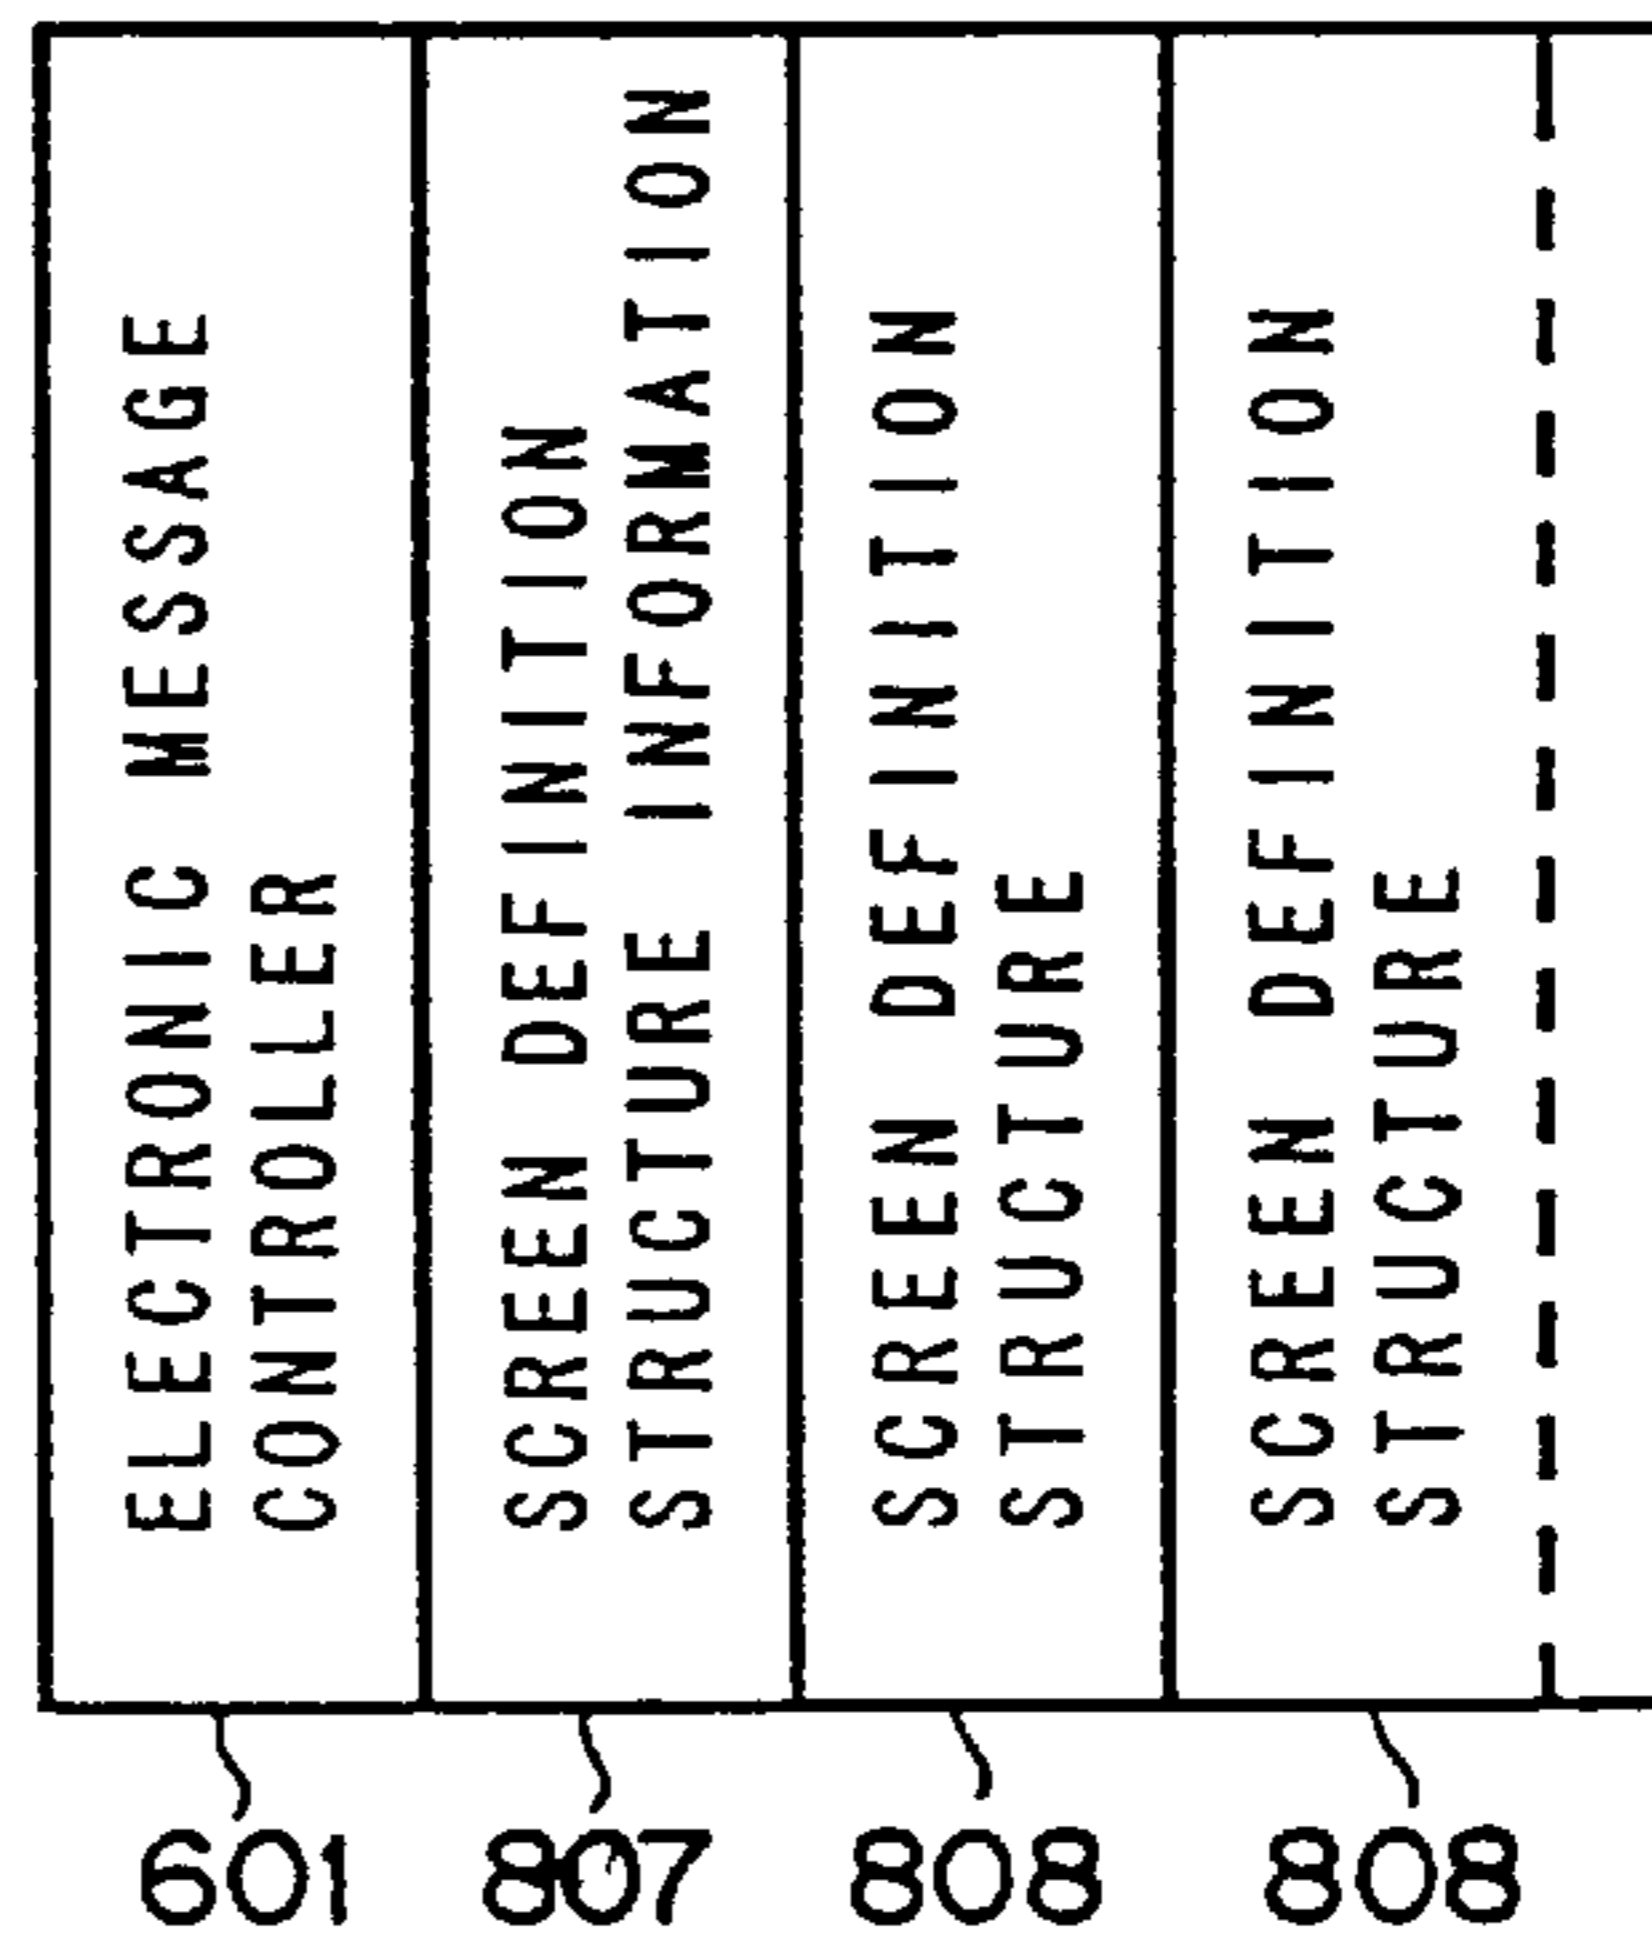 ELECTRONIC MESSAGE
CONTROLLER
601
SCREEN DEFINITION
STRUCTURE INFORMATION
807
SCREEN DEFINITION
STRUCTURE
808
SCREEN DEFINITION
STRUCTURE
808